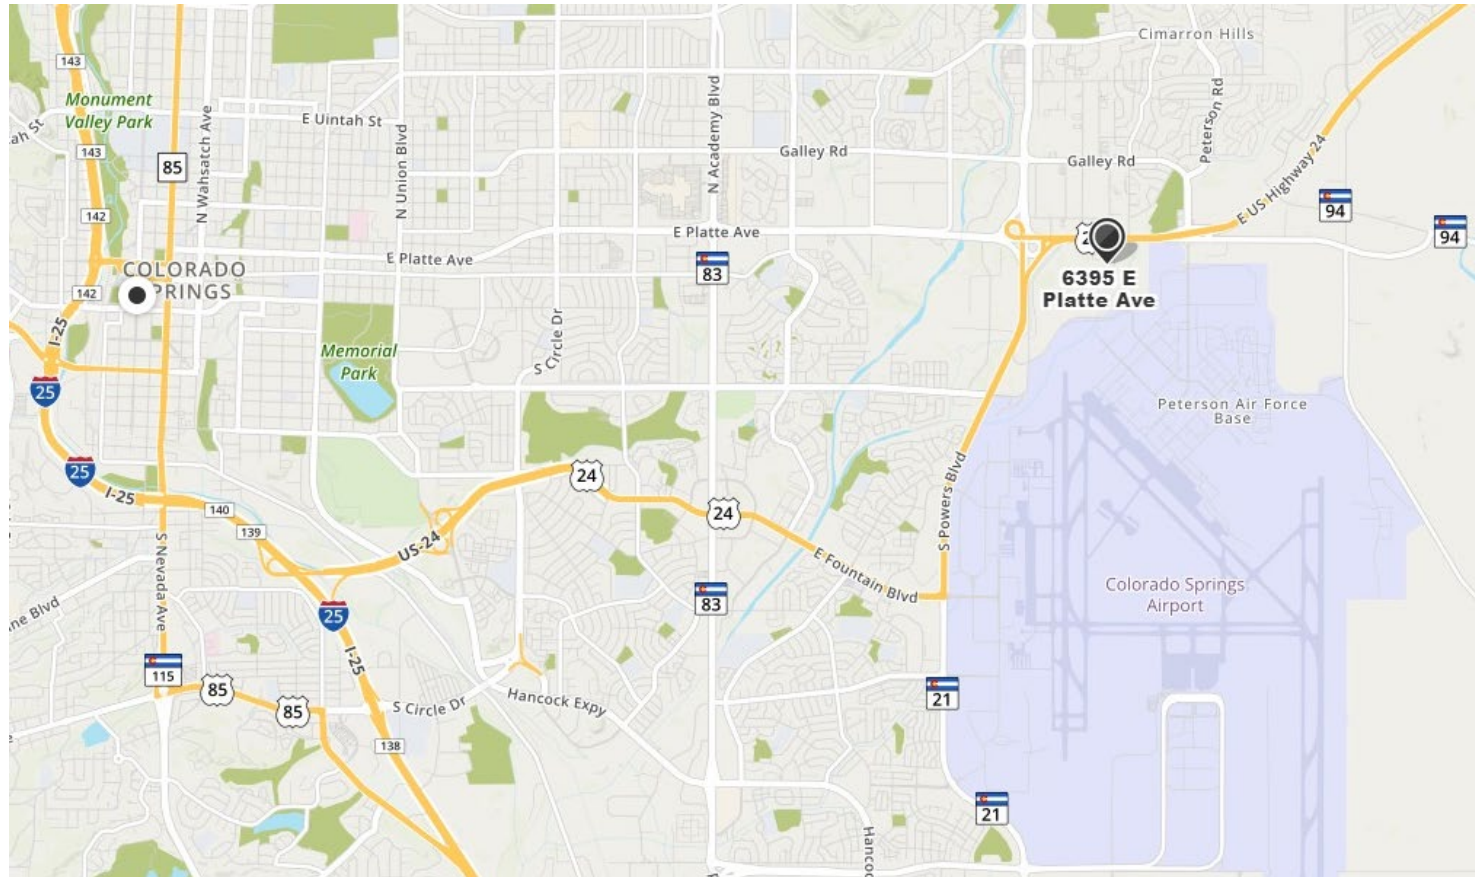 143
Cimarron Hills
Monument
Valley Park
E Uintah St
N Wahsatch Ave
N Union Blvd
N Academy Blvd
Peterson Rd
143
85
Galley Rd
Galley Rd
E US Highway 24
94
94
142
E Platte Ave
E Platte Ave
83
6395 E
Platte Ave
COLORADO
142
I-25
25
Memorial
Park
S Circle Dr
Peterson Air Force
Base
25
I-25
140
139
24
24
US-24
S Powers Blvd
E Fountain Blvd
S Nevada Ave
83
Colorado Springs
Airport
25
I-25
115
85
85
S Circle Dr
Hancock Expy
21
138
21